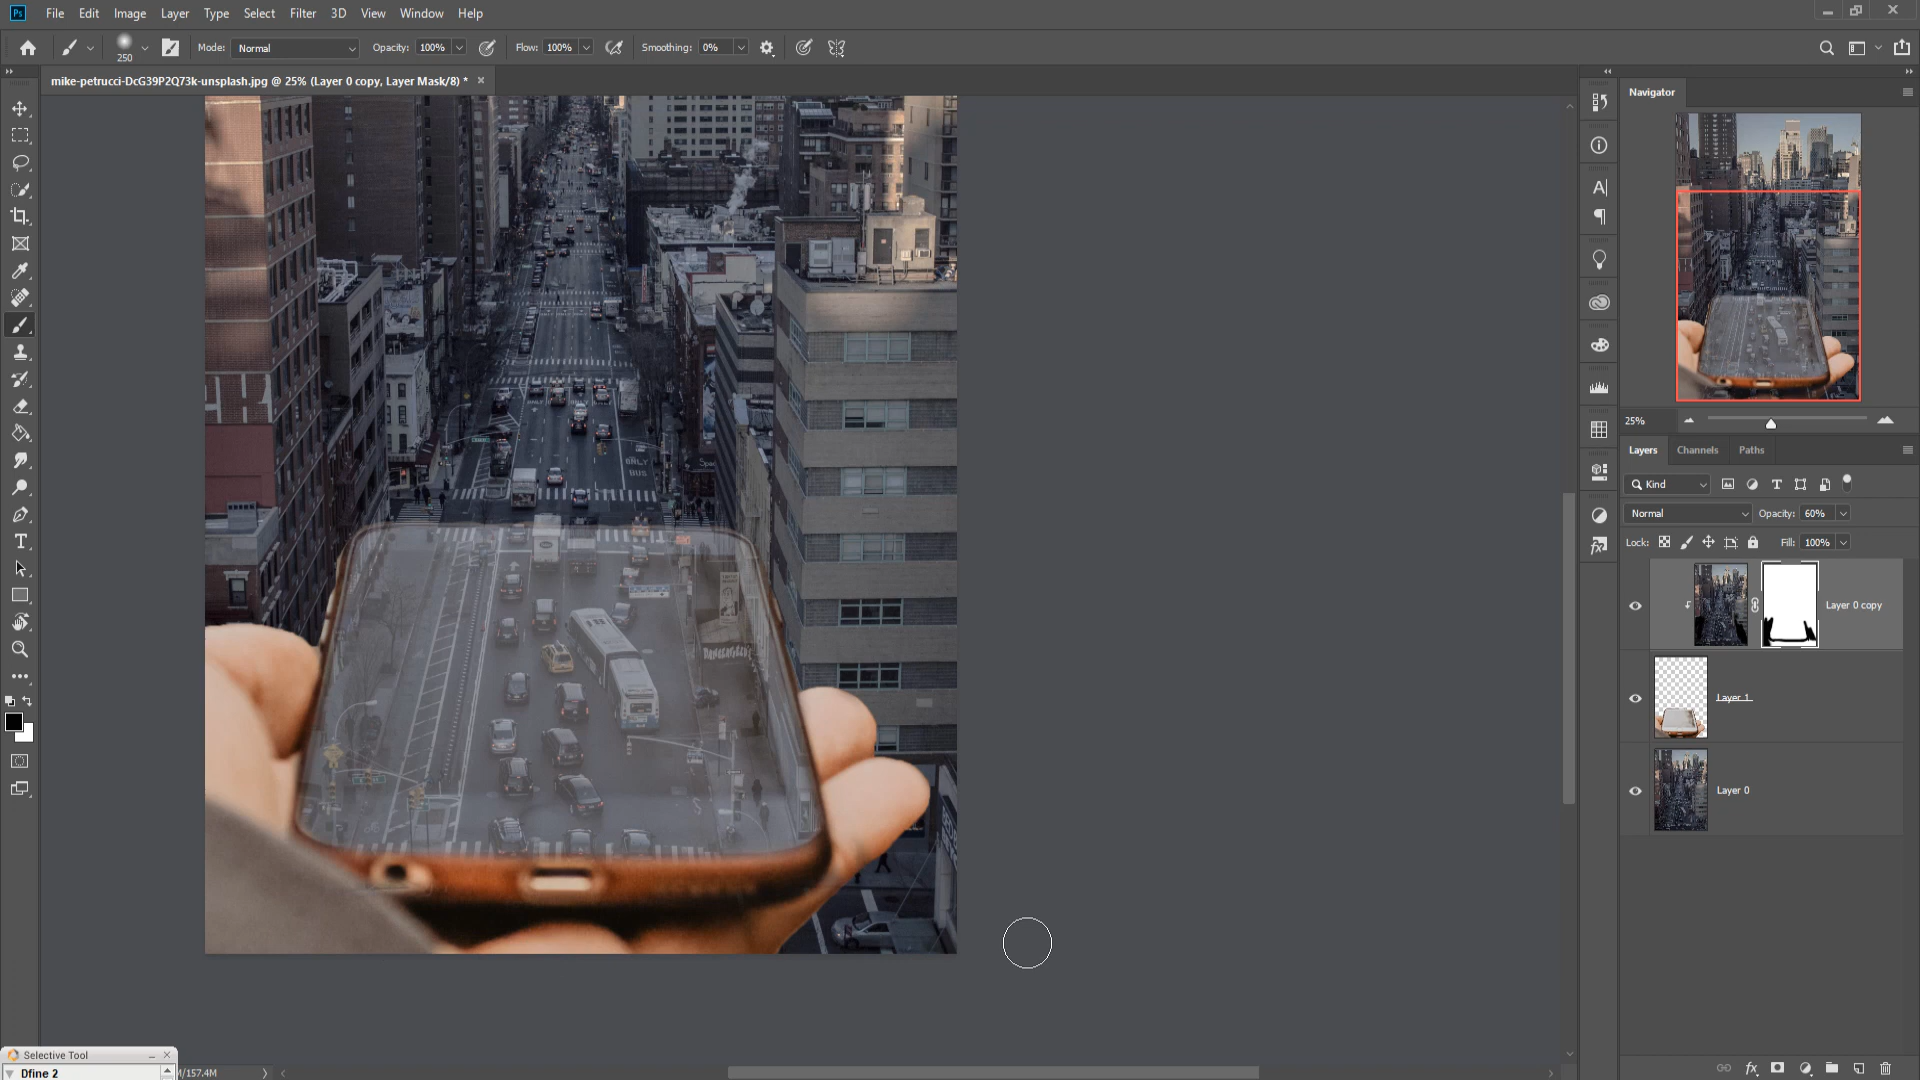 Ps File Edit Image Layer Type Select Filter 3D View Window Help
250 Mode: Normal Opacity: 100% Flow: 100% Smoothing: 0%
mike-petrucci-DcG39P2Q73k-unsplash.jpg @ 25% (Layer 0 copy, Layer Mask/8) * ×
Navigator
25%
Layers Channels Paths
Kind
Normal Opacity: 60%
Lock: Fill: 100%
Layer 0 copy
Layer 1
Layer 0
ONLY
BUS
Selective Tool
Dfine 2
M/157.4M